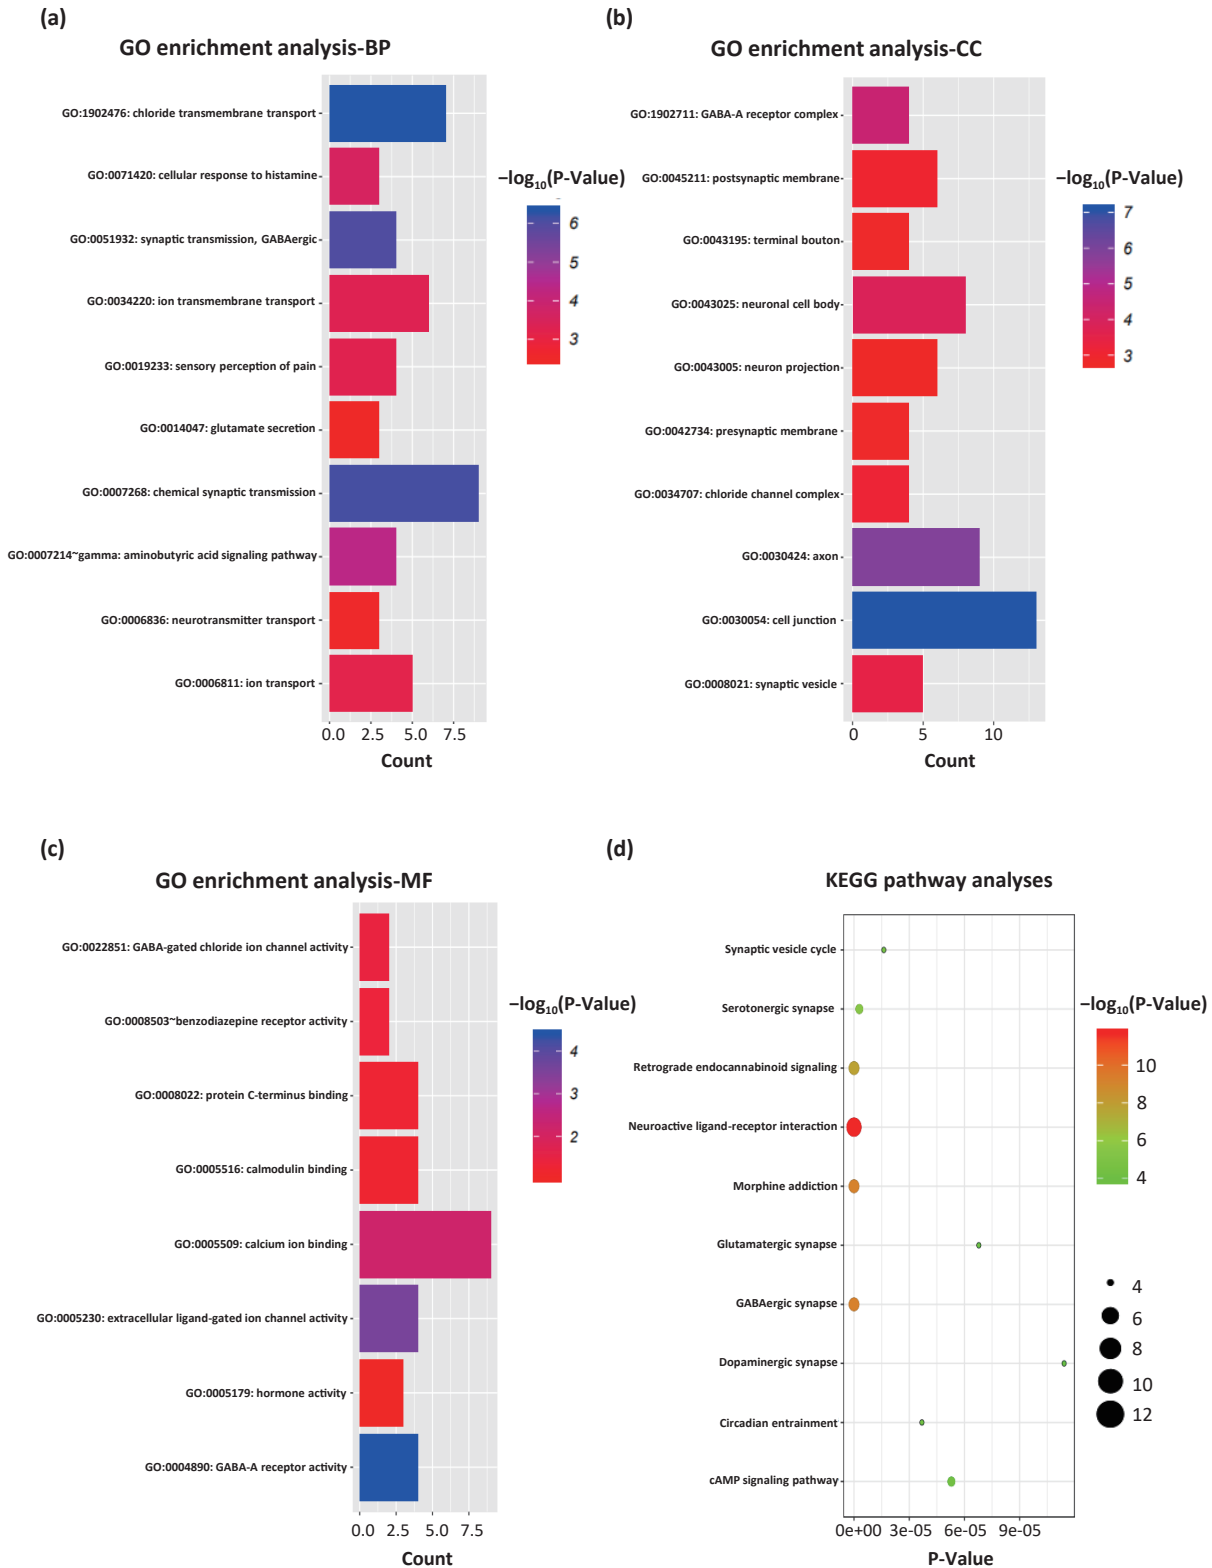 (a)
GO enrichment analysis-BP
GO:1902476: chloride transmembrane transport
GO:0071420: cellular response to histamine
GO:0051932: synaptic transmission, GABAergic
GO:0034220: ion transmembrane transport
GO:0019233: sensory perception of pain
GO:0014047: glutamate secretion
GO:0007268: chemical synaptic transmission
GO:0007214~gamma: aminobutyric acid signaling pathway
GO:0006836: neurotransmitter transport
GO:0006811: ion transport
0.0 2.5 5.0 7.5
Count
−log₁₀(P-Value)
6
5
4
3
(b)
GO enrichment analysis-CC
GO:1902711: GABA-A receptor complex
GO:0045211: postsynaptic membrane
GO:0043195: terminal bouton
GO:0043025: neuronal cell body
GO:0043005: neuron projection
GO:0042734: presynaptic membrane
GO:0034707: chloride channel complex
GO:0030424: axon
GO:0030054: cell junction
GO:0008021: synaptic vesicle
0 5 10
Count
−log₁₀(P-Value)
7
6
5
4
3
(c)
GO enrichment analysis-MF
GO:0022851: GABA-gated chloride ion channel activity
GO:0008503~benzodiazepine receptor activity
GO:0008022: protein C-terminus binding
GO:0005516: calmodulin binding
GO:0005509: calcium ion binding
GO:0005230: extracellular ligand-gated ion channel activity
GO:0005179: hormone activity
GO:0004890: GABA-A receptor activity
0.0 2.5 5.0 7.5
Count
−log₁₀(P-Value)
4
3
2
(d)
KEGG pathway analyses
Synaptic vesicle cycle
Serotonergic synapse
Retrograde endocannabinoid signaling
Neuroactive ligand-receptor interaction
Morphine addiction
Glutamatergic synapse
GABAergic synapse
Dopaminergic synapse
Circadian entrainment
cAMP signaling pathway
0e+00 3e-05 6e-05 9e-05
P-Value
−log₁₀(P-Value)
10
8
6
4
4
6
8
10
12